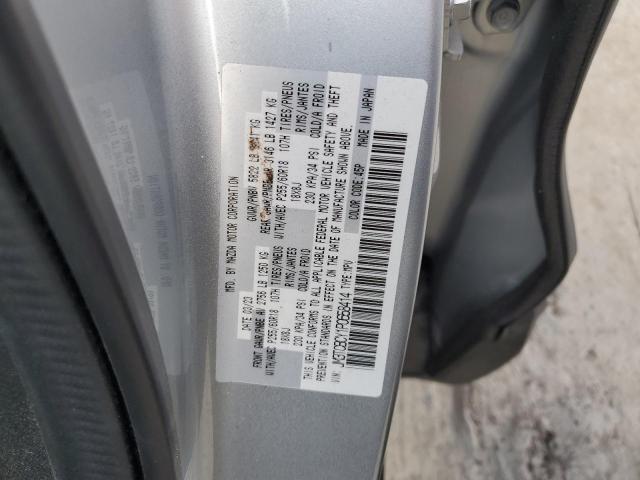 MFD. BY MAZDA MOTOR CORPORATION
DATE 02/23 GVWR/PNBV 5822 LB KG
FRONT GAWR/PNBE AV 2758 LB 1250 KG REAR GAWR/PNBE 3146 LB 1427 KG
WITH/AVEC P255/60R18 107H TIRES/PNEUS WITH/AVEC P255/60R18 107H TIRES/PNEUS
18X8J RIMS/JANTES 18X8J RIMS/JANTES
230 KPA/34 PSI COLD/A FROID 230 KPA/34 PSI COLD/A FROID
THIS VEHICLE CONFORMS TO ALL APPLICABLE FEDERAL MOTOR VEHICLE SAFETY AND THEFT
PREVENTION STANDARDS IN EFFECT ON THE DATE OF MANUFACTURE SHOWN ABOVE.
VIN: TYPE:MPV COLOR CODE:45P MADE IN JAPAN